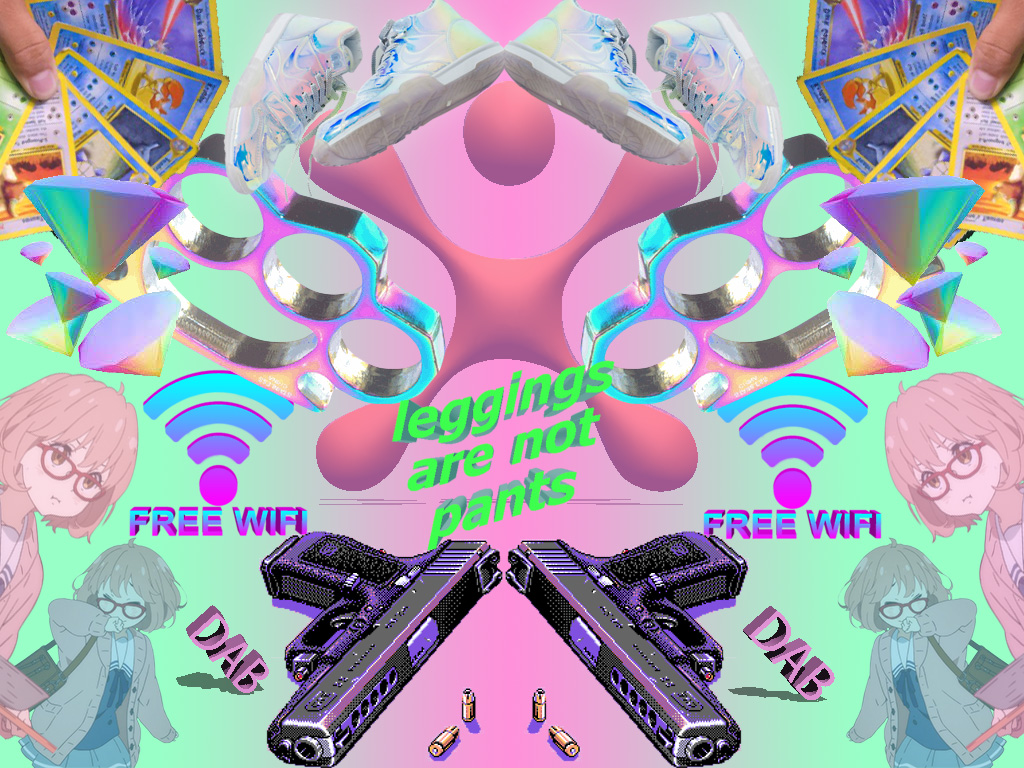 leggings
are not
pants
FREE WIFI
FREE WIFI
DAB
DAB